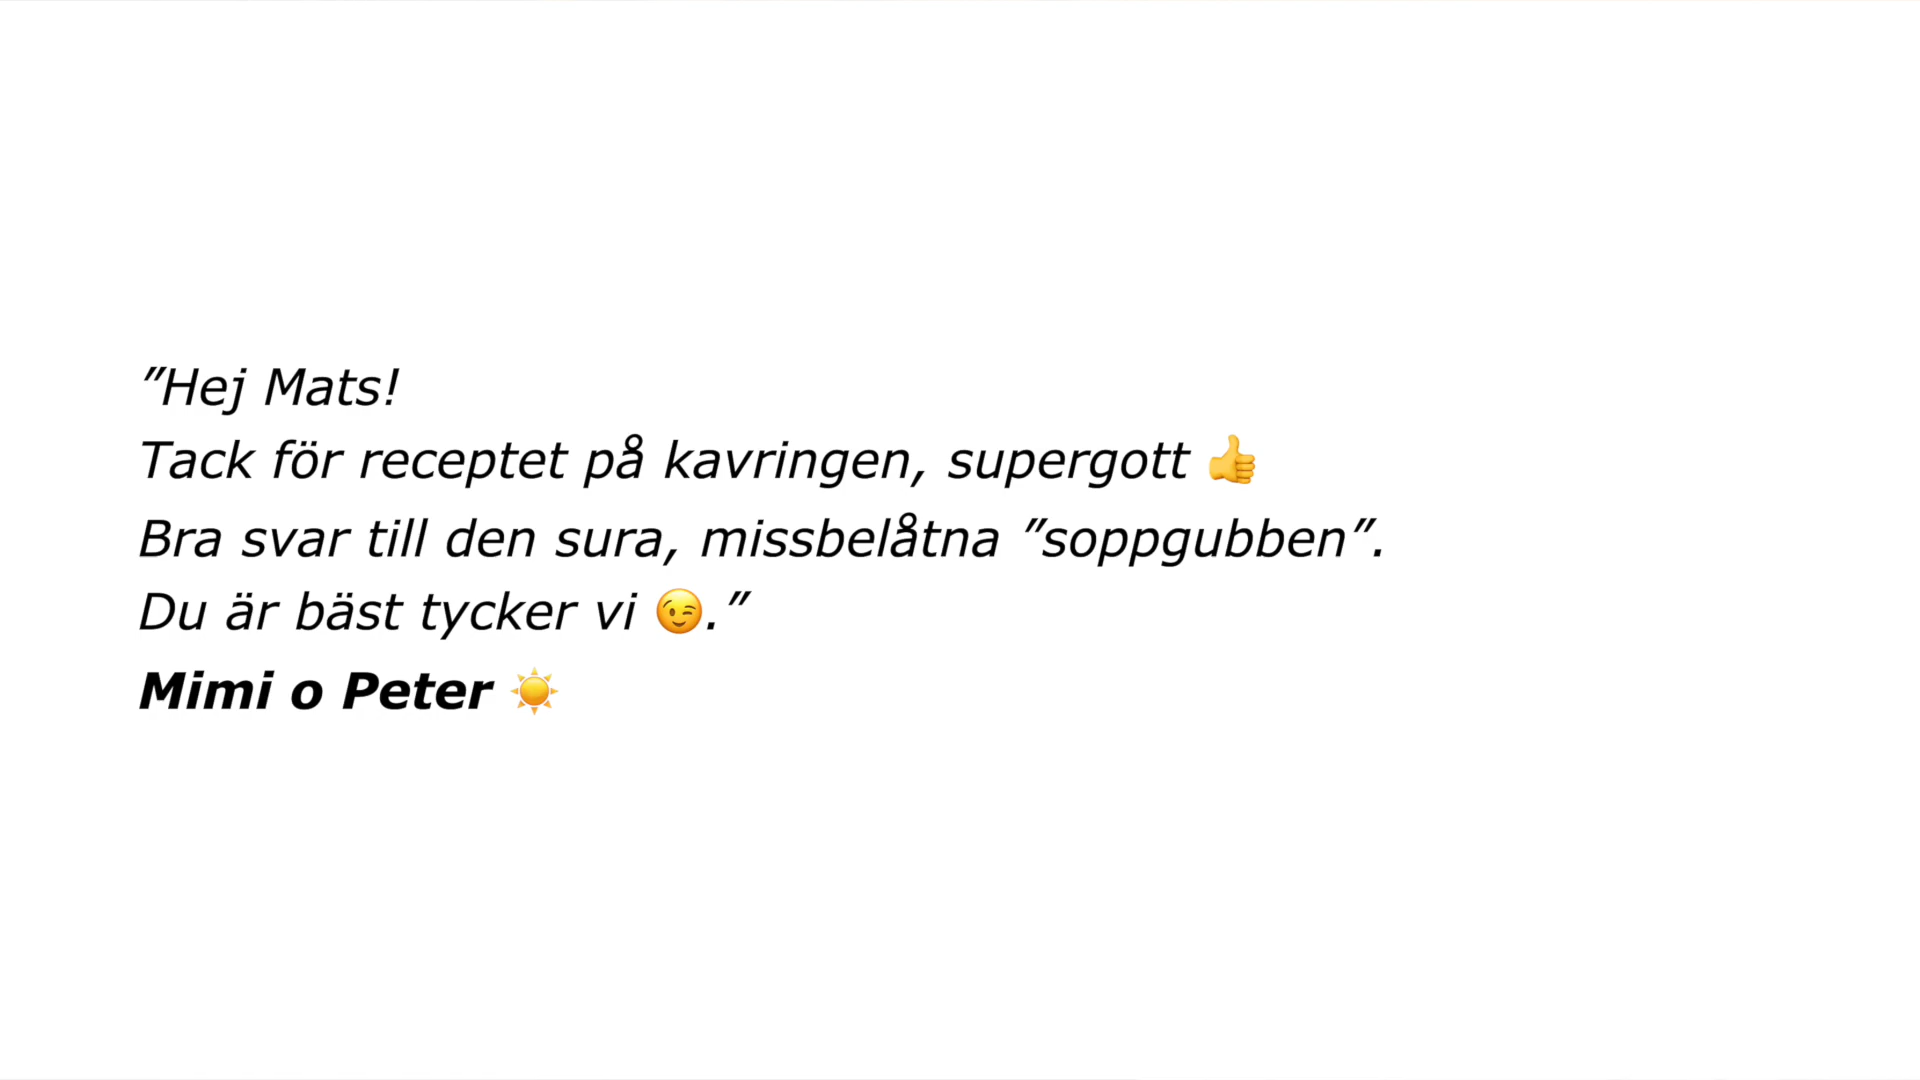 ”Hej Mats!
Tack för receptet på kavringen, supergott 👍
Bra svar till den sura, missbelåtna ”soppgubben”.
Du är bäst tycker vi 😉.”
Mimi o Peter ☀️